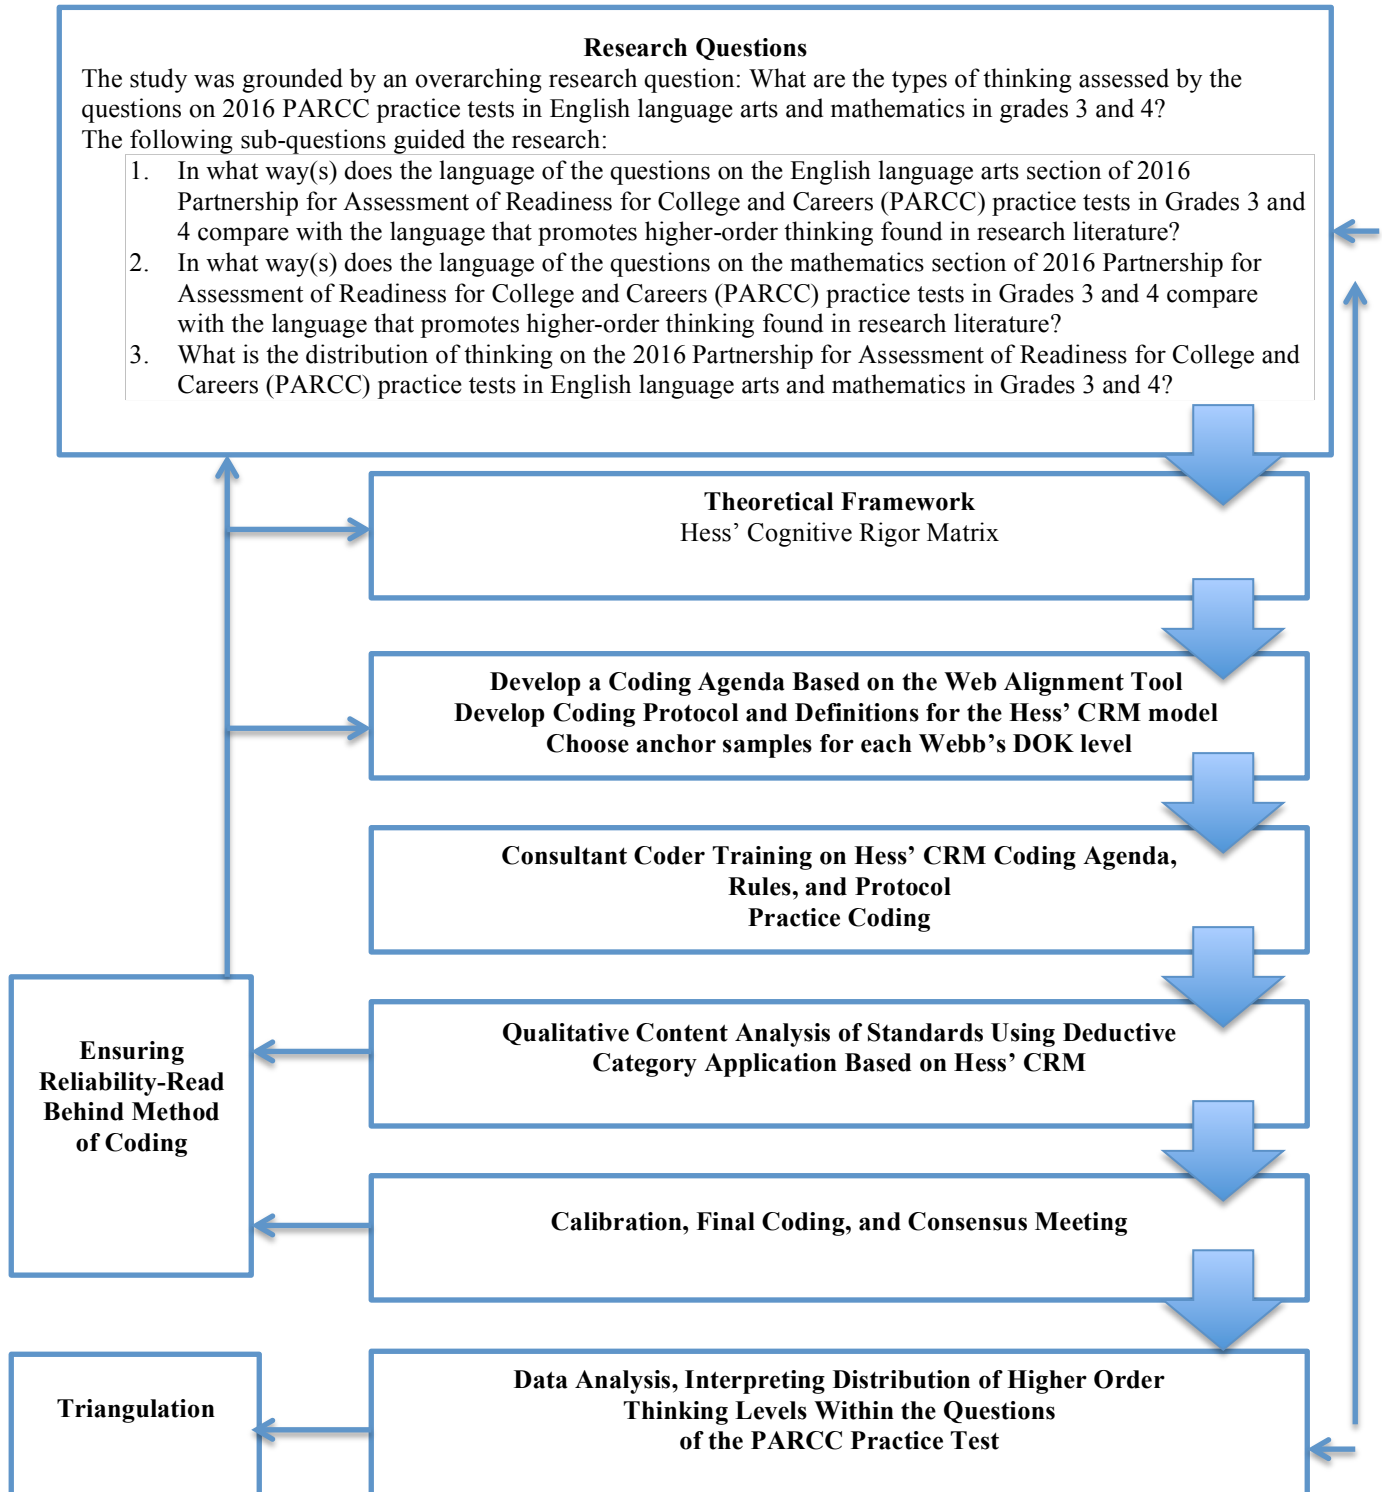 Research Questions
The study was grounded by an overarching research question: What are the types of thinking assessed by the
questions on 2016 PARCC practice tests in English language arts and mathematics in grades 3 and 4?
The following sub-questions guided the research:
1. In what way(s) does the language of the questions on the English language arts section of 2016
Partnership for Assessment of Readiness for College and Careers (PARCC) practice tests in Grades 3 and
4 compare with the language that promotes higher-order thinking found in research literature?
2. In what way(s) does the language of the questions on the mathematics section of 2016 Partnership for
Assessment of Readiness for College and Careers (PARCC) practice tests in Grades 3 and 4 compare
with the language that promotes higher-order thinking found in research literature?
3. What is the distribution of thinking on the 2016 Partnership for Assessment of Readiness for College and
Careers (PARCC) practice tests in English language arts and mathematics in Grades 3 and 4?
Theoretical Framework
Hess’ Cognitive Rigor Matrix
Develop a Coding Agenda Based on the Web Alignment Tool
Develop Coding Protocol and Definitions for the Hess’ CRM model
Choose anchor samples for each Webb’s DOK level
Consultant Coder Training on Hess’ CRM Coding Agenda,
Rules, and Protocol
Practice Coding
Qualitative Content Analysis of Standards Using Deductive
Category Application Based on Hess’ CRM
Ensuring
Reliability-Read
Behind Method
of Coding
Calibration, Final Coding, and Consensus Meeting
Data Analysis, Interpreting Distribution of Higher Order
Thinking Levels Within the Questions
of the PARCC Practice Test
Triangulation